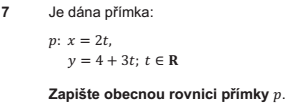 7 Je dána přímka:
p: x = 2t,
y = 4 + 3t; t ∈ R
Zapište obecnou rovnici přímky p.